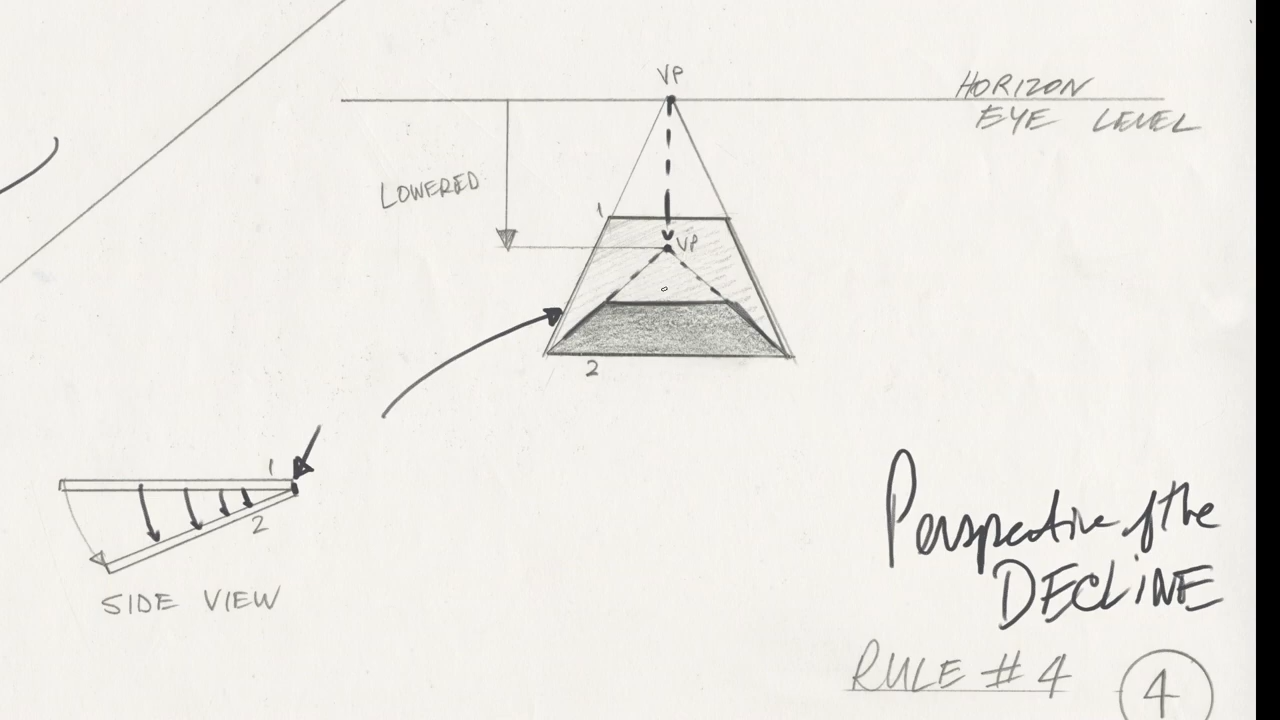 VP
HORIZON
EYE LEVEL
LOWERED
1
VP
2
1
2
SIDE VIEW
Perspective of the
DECLINE
RULE # 4
4